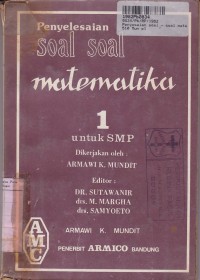 Penyelesaian
soal soal
matematika
1
untuk SMP
Dikerjakan oleh
ARMAWI K. MUNDIT
Editor :
DR. SUTAWANIR
drs. M. MARGHA
drs. SAMYOETO
AMC
ARMAWI K. MUNDIT
PENERBIT ARMICO BANDUNG